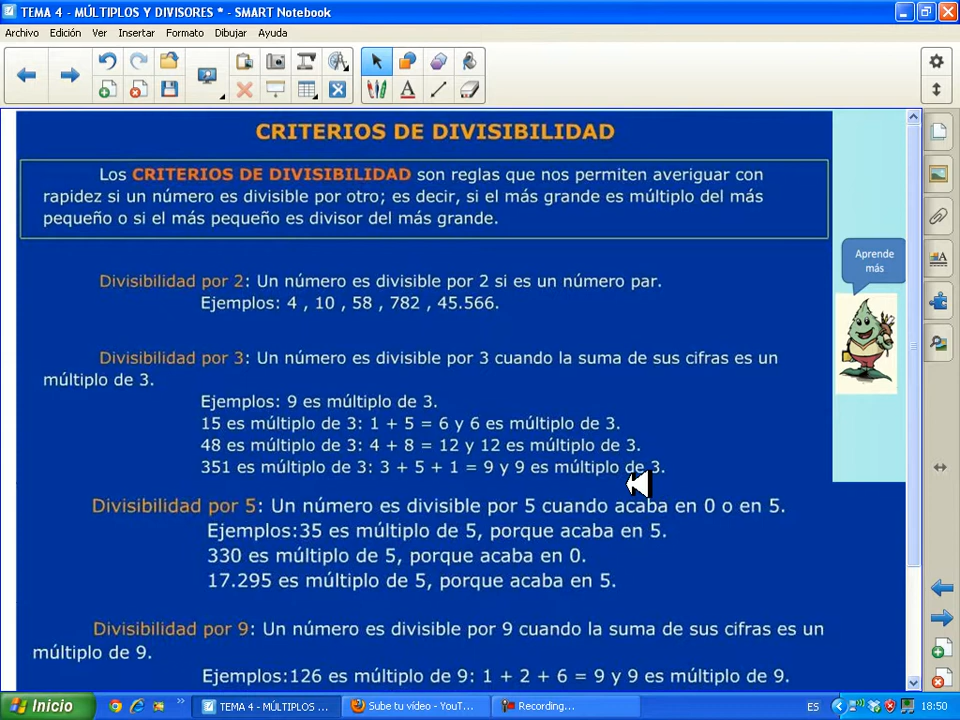 TEMA 4 - MÚLTIPLOS Y DIVISORES * - SMART Notebook
Archivo Edición Ver Insertar Formato Dibujar Ayuda
CRITERIOS DE DIVISIBILIDAD
Los CRITERIOS DE DIVISIBILIDAD son reglas que nos permiten averiguar con
rapidez si un número es divisible por otro; es decir, si el más grande es múltiplo del más
pequeño o si el más pequeño es divisor del más grande.
Aprende
más
Divisibilidad por 2: Un número es divisible por 2 si es un número par.
Ejemplos: 4 , 10 , 58 , 782 , 45.566.
Divisibilidad por 3: Un número es divisible por 3 cuando la suma de sus cifras es un
múltiplo de 3.
Ejemplos: 9 es múltiplo de 3.
15 es múltiplo de 3: 1 + 5 = 6 y 6 es múltiplo de 3.
48 es múltiplo de 3: 4 + 8 = 12 y 12 es múltiplo de 3.
351 es múltiplo de 3: 3 + 5 + 1 = 9 y 9 es múltiplo de 3.
Divisibilidad por 5: Un número es divisible por 5 cuando acaba en 0 o en 5.
Ejemplos:35 es múltiplo de 5, porque acaba en 5.
330 es múltiplo de 5, porque acaba en 0.
17.295 es múltiplo de 5, porque acaba en 5.
Divisibilidad por 9: Un número es divisible por 9 cuando la suma de sus cifras es un
múltiplo de 9.
Ejemplos:126 es múltiplo de 9: 1 + 2 + 6 = 9 y 9 es múltiplo de 9.
Inicio TEMA 4 - MÚLTIPLOS ... Sube tu vídeo - YouT... Recording... ES 18:50